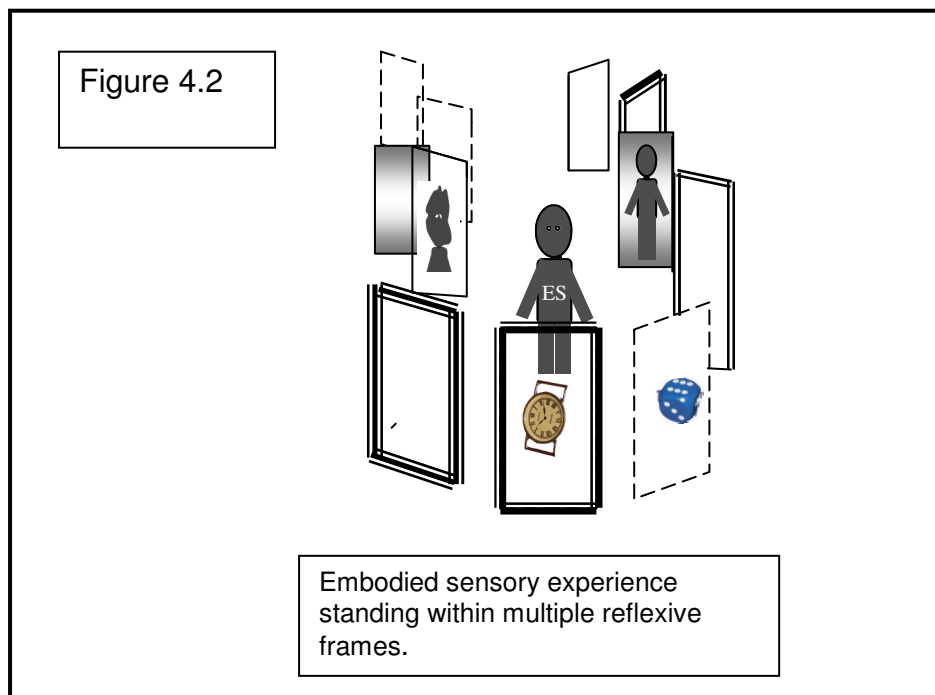 Figure 4.2
ES
Embodied sensory experience
standing within multiple reflexive
frames.